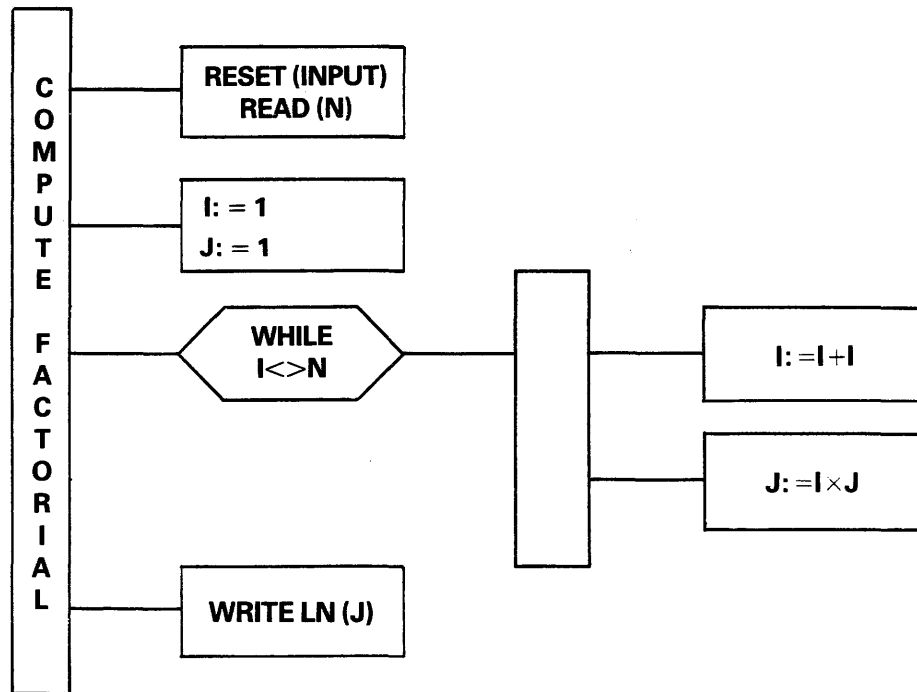 COMPUTE FACTORIAL
RESET (INPUT)
READ (N)
I: = 1
J: = 1
WHILE
I<>N
I: =I+I
J: =I×J
WRITE LN (J)